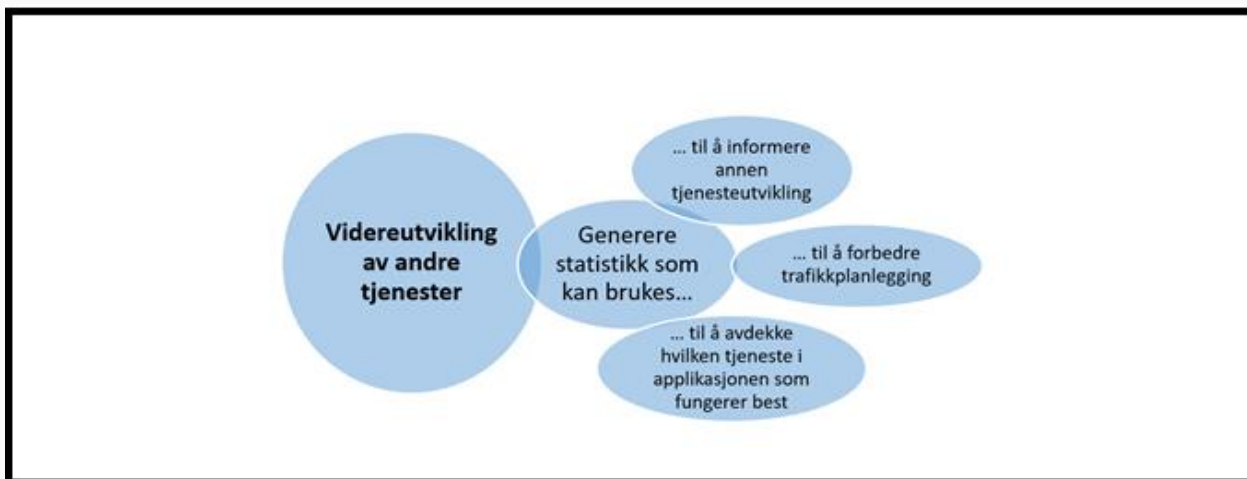 Videreutvikling
av andre
tjenester
Generere
statistikk som
kan brukes...
... til å informere
annen
tjenesteutvikling
... til å forbedre
trafikkplanlegging
... til å avdekke
hvilken tjeneste i
applikasjonen som
fungerer best